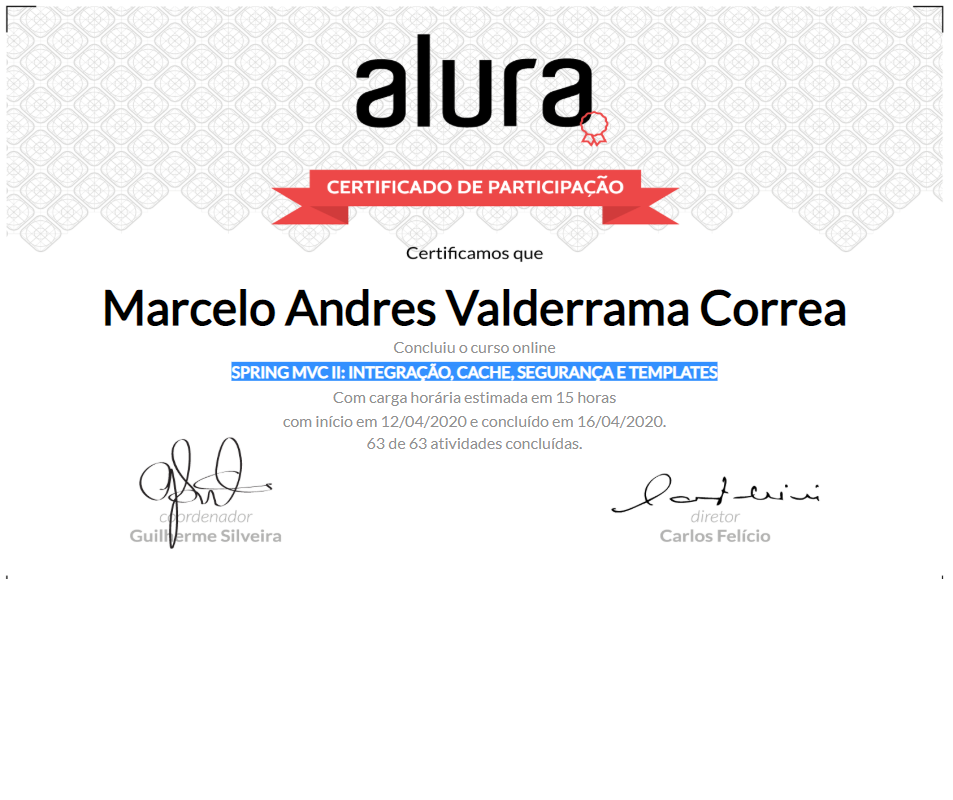 alura
CERTIFICADO DE PARTICIPAÇÃO
Certificamos que
Marcelo Andres Valderrama Correa
Concluiu o curso online
SPRING MVC II: INTEGRAÇÃO, CACHE, SEGURANÇA E TEMPLATES
Com carga horária estimada em 15 horas
com início em 12/04/2020 e concluído em 16/04/2020.
63 de 63 atividades concluídas.
coordenador
Guilherme Silveira
diretor
Carlos Felício